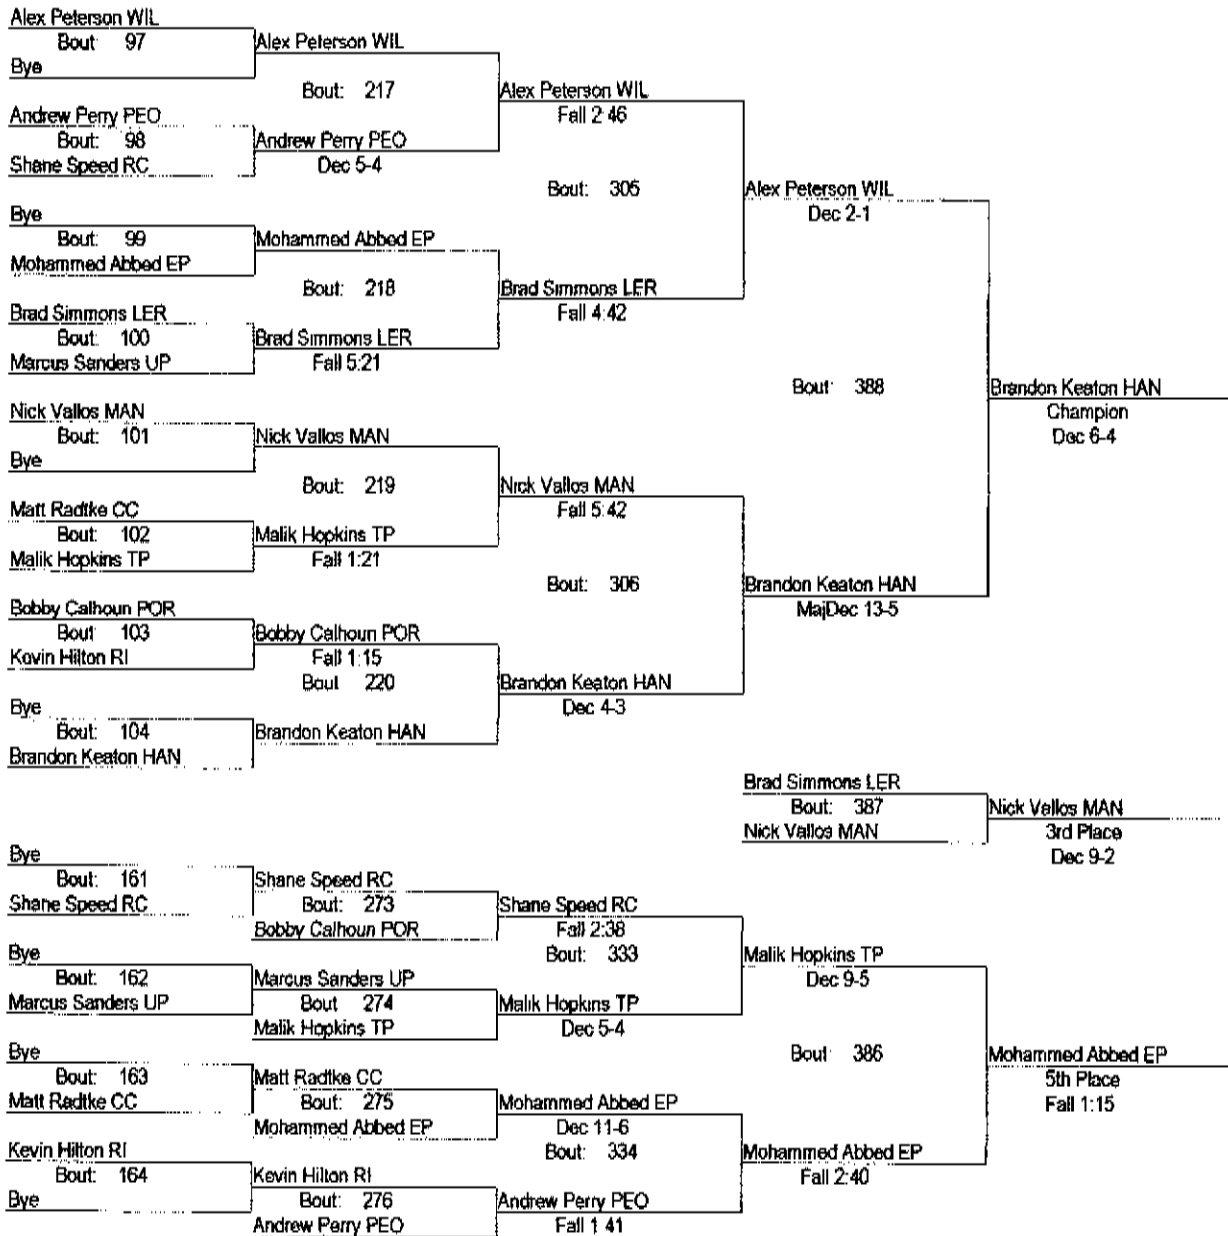 Alex Peterson WIL
Bout: 97
Bye
Alex Peterson WIL
Bout: 217
Andrew Perry PEO
Bout: 98
Shane Speed RC
Andrew Perry PEO
Dec 5-4
Alex Peterson WIL
Fall 2:46
Bout: 305
Bye
Bout: 99
Mohammed Abbed EP
Mohammed Abbed EP
Bout: 218
Brad Simmons LER
Bout: 100
Marcus Sanders UP
Brad Simmons LER
Fall 5:21
Brad Simmons LER
Fall 4:42
Alex Peterson WIL
Dec 2-1
Bout: 388
Nick Vallos MAN
Bout: 101
Bye
Nick Vallos MAN
Bout: 219
Matt Radtke CC
Bout: 102
Malik Hopkins TP
Malik Hopkins TP
Fall 1:21
Nick Vallos MAN
Fall 5:42
Bout: 306
Bobby Calhoun POR
Bout 103
Kevin Hilton RI
Bobby Calhoun POR
Fall 1:15
Bout 220
Bye
Bout: 104
Brandon Keaton HAN
Brandon Keaton HAN
Brandon Keaton HAN
Dec 4-3
Brandon Keaton HAN
MajDec 13-5
Brandon Keaton HAN
Champion
Dec 6-4
Brad Simmons LER
Bout: 387
Nick Vallos MAN
Nick Vallos MAN
3rd Place
Dec 9-2
Bye
Bout: 161
Shane Speed RC
Shane Speed RC
Bout: 273
Bobby Calhoun POR
Shane Speed RC
Fall 2:38
Bout: 333
Bye
Bout: 162
Marcus Sanders UP
Marcus Sanders UP
Bout 274
Malik Hopkins TP
Malik Hopkins TP
Dec 5-4
Malik Hopkins TP
Dec 9-5
Bout 386
Bye
Bout: 163
Matt Radtke CC
Matt Radtke CC
Bout: 275
Mohammed Abbed EP
Mohammed Abbed EP
Dec 11-6
Bout: 334
Kevin Hilton RI
Bout: 164
Bye
Kevin Hilton RI
Bout: 276
Andrew Perry PEO
Andrew Perry PEO
Fall 1:41
Mohammed Abbed EP
Fall 2:40
Mohammed Abbed EP
5th Place
Fall 1:15